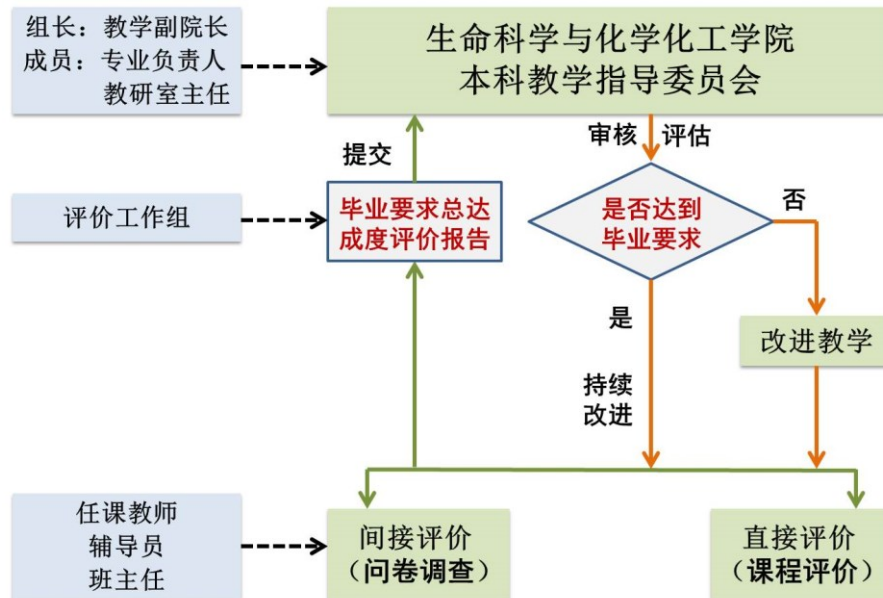 组长：教学副院长
成员：专业负责人
教研室主任
生命科学与化学化工学院
本科教学指导委员会
提交
审核
评估
评价工作组
毕业要求总达
成度评价报告
是否达到
毕业要求
否
是
改进教学
持续
改进
任课教师
辅导员
班主任
间接评价
（问卷调查）
直接评价
（课程评价）